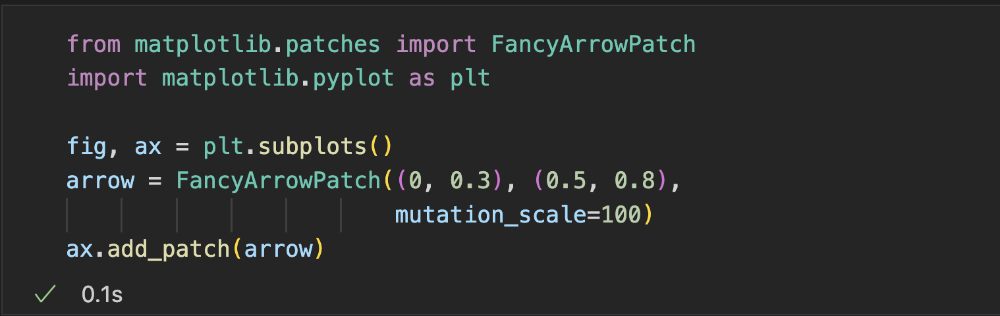 from matplotlib.patches import FancyArrowPatch
import matplotlib.pyplot as plt
fig, ax = plt.subplots()
arrow = FancyArrowPatch((0, 0.3), (0.5, 0.8),
mutation_scale=100)
ax.add_patch(arrow)
✓ 0.1s